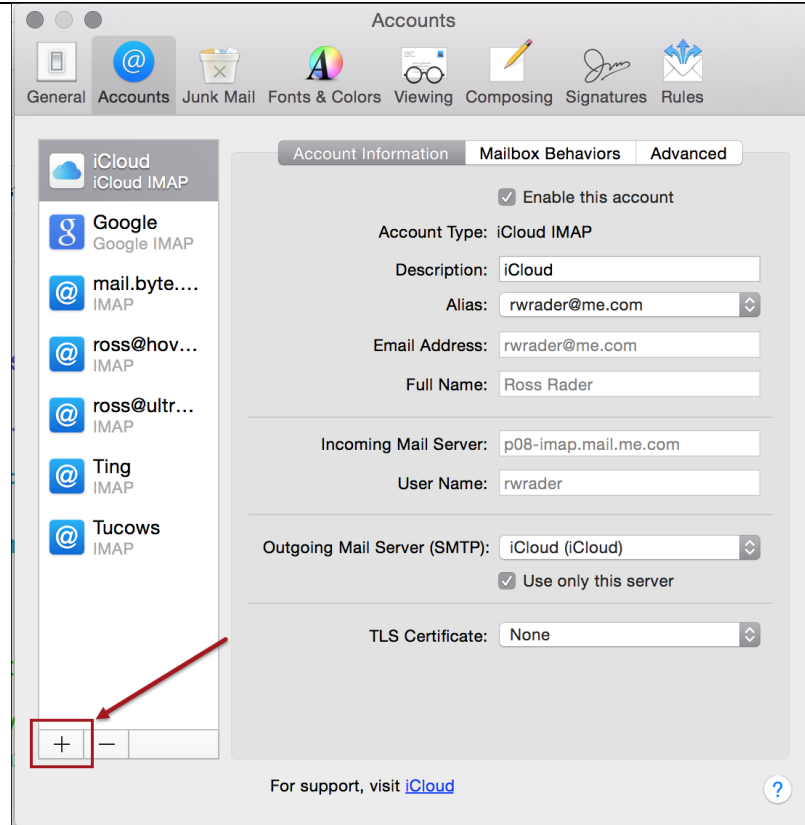 Accounts
General Accounts Junk Mail Fonts & Colors Viewing Composing Signatures Rules
iCloud
iCloud IMAP
Google
Google IMAP
mail.byte....
IMAP
ross@hov...
IMAP
ross@ultr...
IMAP
Ting
IMAP
Tucows
IMAP
Account Information Mailbox Behaviors Advanced
Enable this account
Account Type: iCloud IMAP
Description: iCloud
Alias: rwrader@me.com
Email Address: rwrader@me.com
Full Name: Ross Rader
Incoming Mail Server: p08-imap.mail.me.com
User Name: rwrader
Outgoing Mail Server (SMTP): iCloud (iCloud)
Use only this server
TLS Certificate: None
+ −
For support, visit iCloud
?